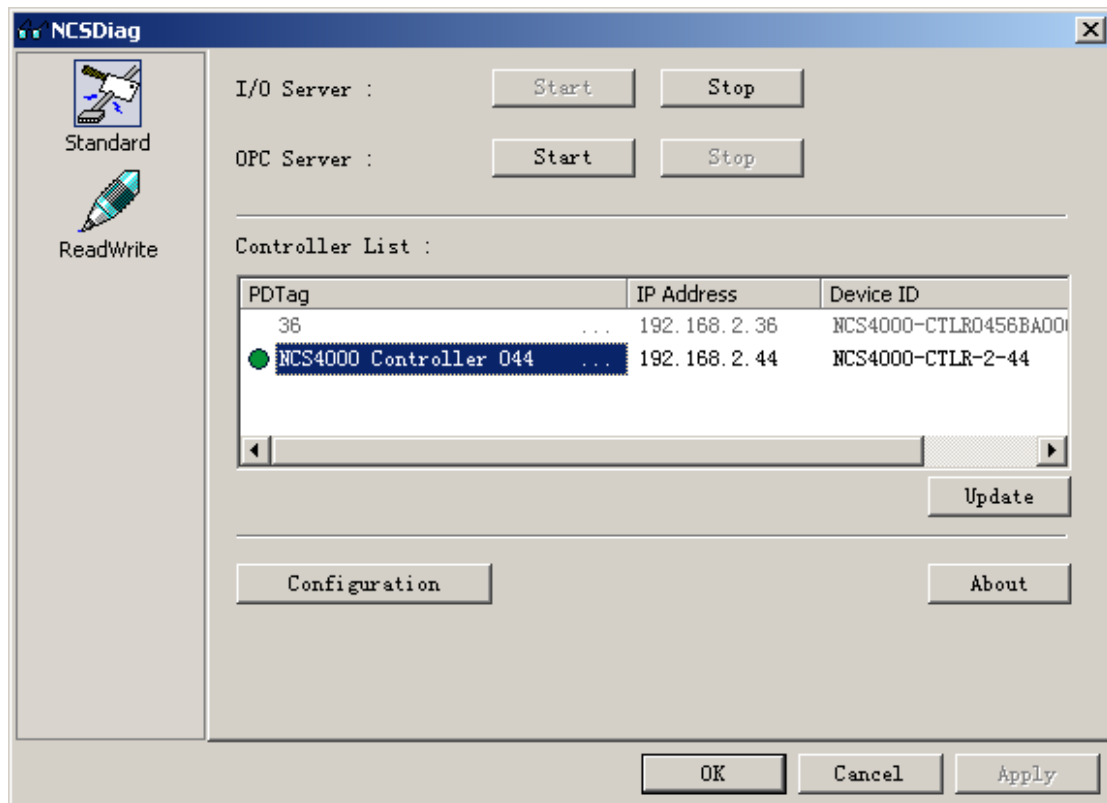 NCSDiag
Standard
ReadWrite
I/O Server : Start Stop
OPC Server : Start Stop
Controller List :
PDTag IP Address Device ID
36 ... 192.168.2.36 NCS4000-CTLR0456BA00
NCS4000 Controller 044 ... 192.168.2.44 NCS4000-CTLR-2-44
Update
Configuration About
OK Cancel Apply